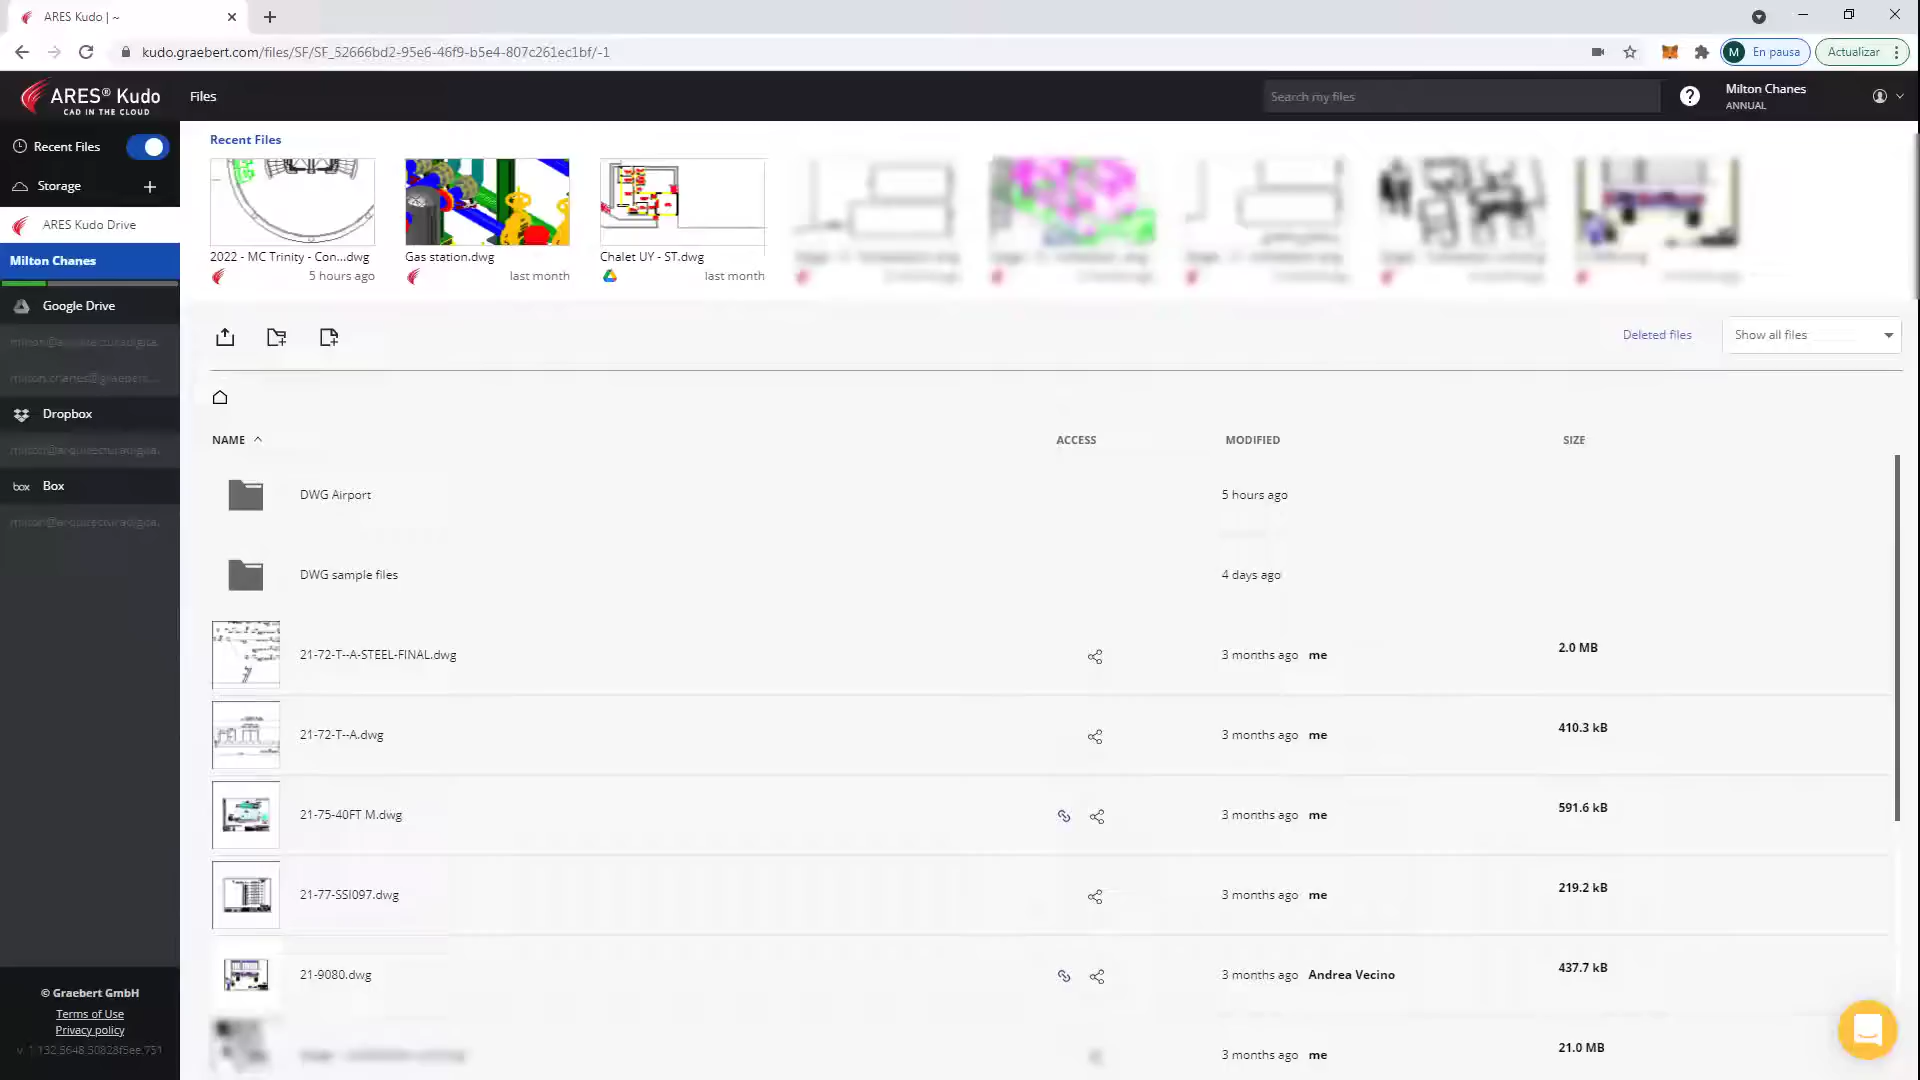 ARES Kudo | ~
kudo.graebert.com/files/SF/SF_52666bd2-95e6-46f9-b5e4-807c261ec1bf/-1
M En pausa
Actualizar
ARES® Kudo
CAD IN THE CLOUD
Files
Search my files
Milton Chanes
ANNUAL
Recent Files
Storage
ARES Kudo Drive
Milton Chanes
Google Drive
Dropbox
box Box
© Graebert GmbH
Terms of Use
Privacy policy
Recent Files
2022 - MC Trinity - Con...dwg
5 hours ago
Gas station.dwg
last month
Chalet UY - ST.dwg
last month
Deleted files
Show all files
NAME ACCESS MODIFIED SIZE
DWG Airport 5 hours ago
DWG sample files 4 days ago
21-72-T--A-STEEL-FINAL.dwg 3 months ago me 2.0 MB
21-72-T--A.dwg 3 months ago me 410.3 kB
21-75-40FT M.dwg 3 months ago me 591.6 kB
21-77-SSI097.dwg 3 months ago me 219.2 kB
21-9080.dwg 3 months ago Andrea Vecino 437.7 kB
3 months ago me 21.0 MB